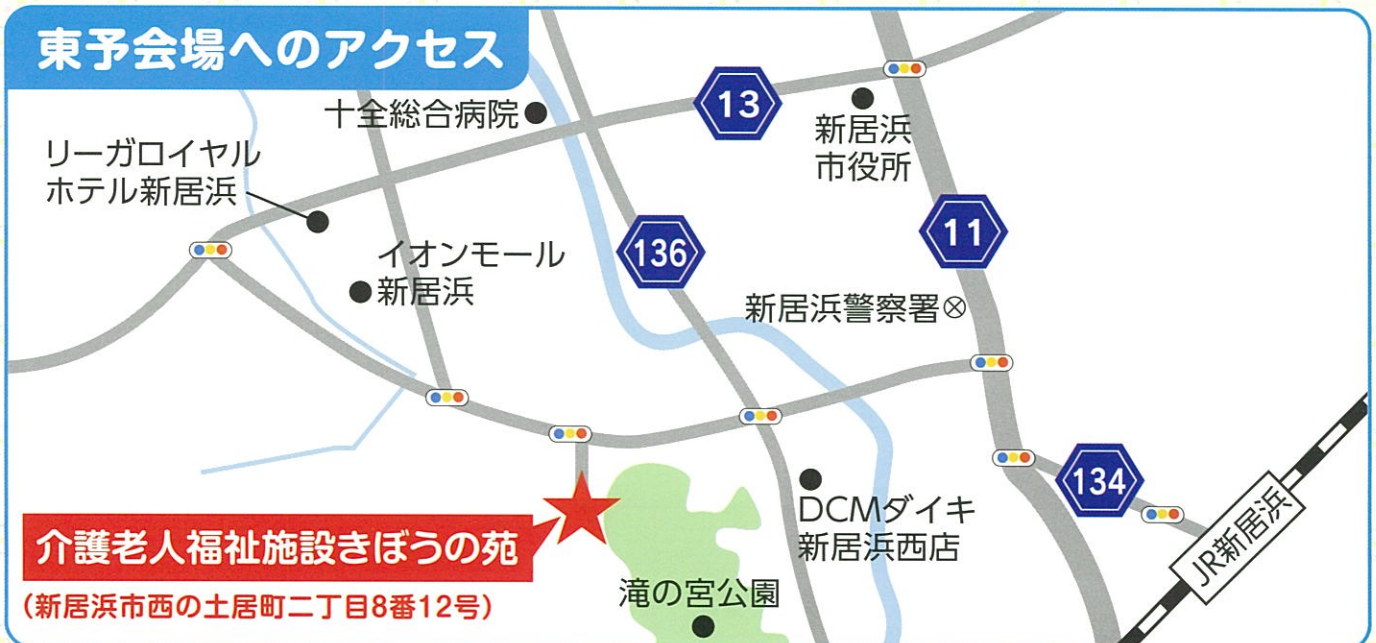 東予会場へのアクセス
十全総合病院
13
新居浜
市役所
リーガロイヤル
ホテル新居浜
イオンモール
新居浜
136
11
新居浜警察署
134
DCMダイキ
新居浜西店
JR新居浜
介護老人福祉施設きぼうの苑
(新居浜市西の土居町二丁目8番12号)
滝の宮公園